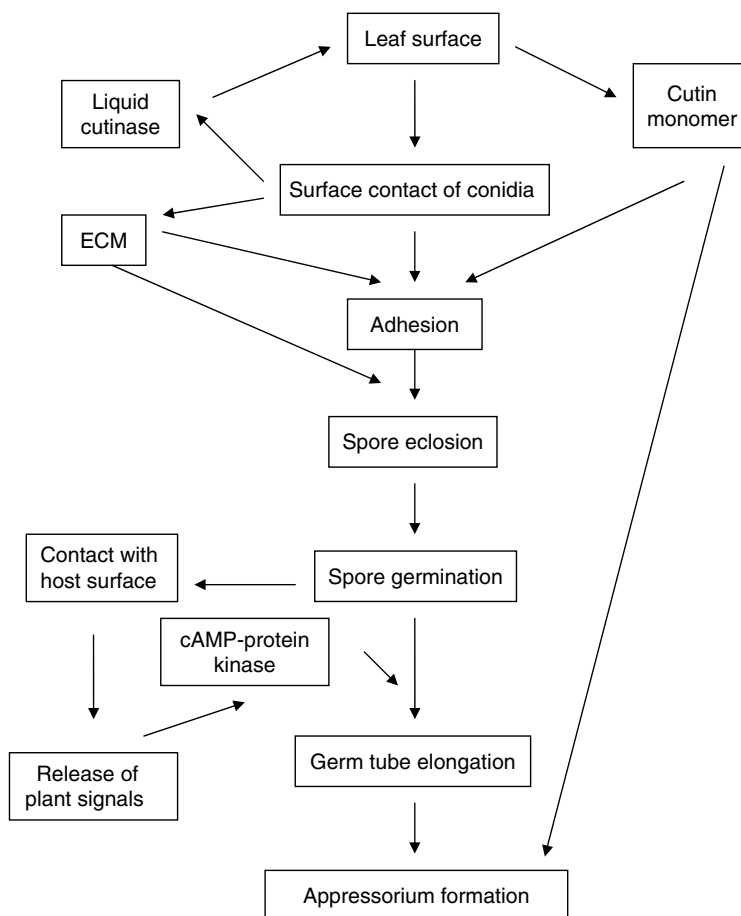 Leaf surface
Liquid
cutinase
Cutin
monomer
Surface contact of conidia
ECM
Adhesion
Spore eclosion
Contact with
host surface
Spore germination
cAMP-protein
kinase
Release of
plant signals
Germ tube elongation
Appressorium formation